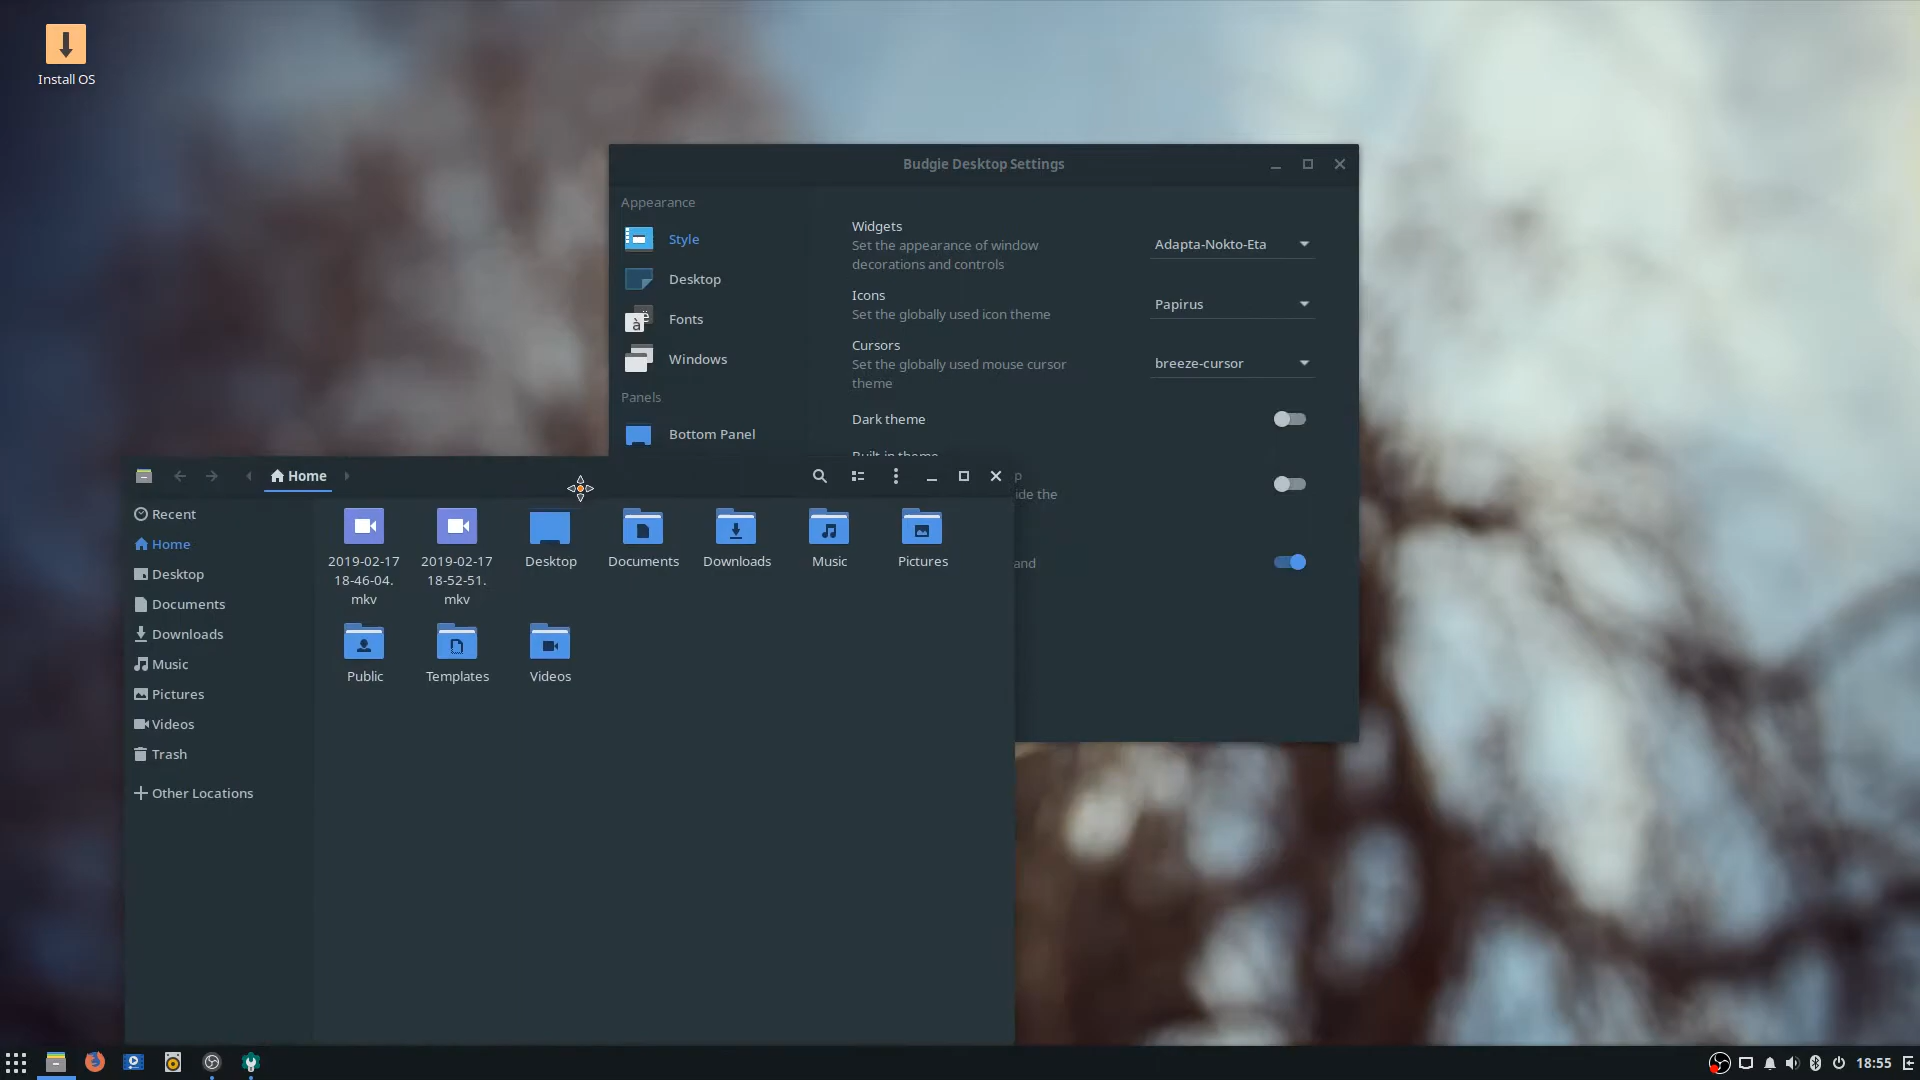 Install OS
Budgie Desktop Settings
Appearance
Style
Desktop
Fonts
Windows
Panels
Bottom Panel
Widgets
Set the appearance of window
decorations and controls
Adapta-Nokto-Eta
Icons
Set the globally used icon theme
Papirus
Cursors
Set the globally used mouse cursor
theme
breeze-cursor
Dark theme
Built-in theme
p
ide the
and
Home
Recent
Home
Desktop
Documents
Downloads
Music
Pictures
Videos
Trash
Other Locations
2019-02-17
18-46-04.
mkv
2019-02-17
18-52-51.
mkv
Desktop
Documents
Downloads
Music
Pictures
Public
Templates
Videos
18:55